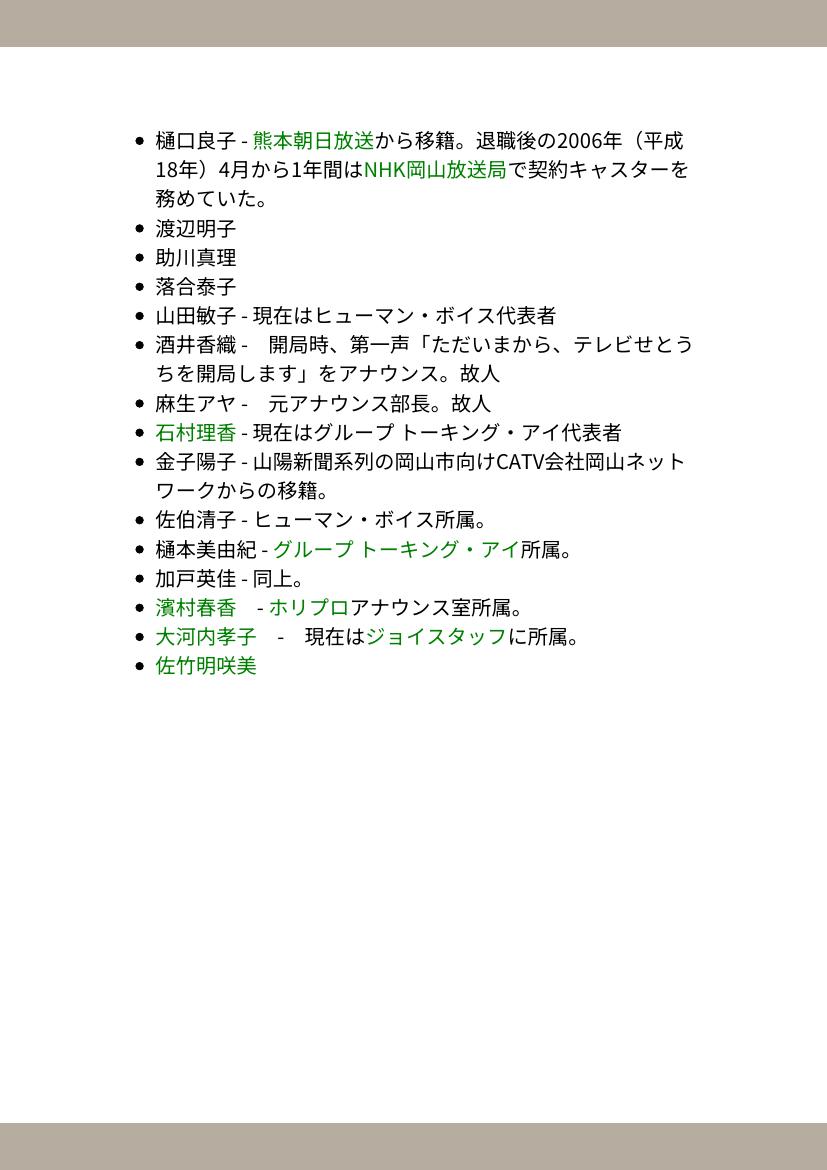 • 樋口良子 - 熊本朝日放送から移籍。退職後の2006年（平成
18年）4月から1年間はNHK岡山放送局で契約キャスターを
務めていた。
• 渡辺明子
• 助川真理
• 落合泰子
• 山田敏子 - 現在はヒューマン・ボイス代表者
• 酒井香織 -　開局時、第一声「ただいまから、テレビせとう
ちを開局します」をアナウンス。故人
• 麻生アヤ -　元アナウンス部長。故人
• 石村理香 - 現在はグループ トーキング・アイ代表者
• 金子陽子 - 山陽新聞系列の岡山市向けCATV会社岡山ネット
ワークからの移籍。
• 佐伯清子 - ヒューマン・ボイス所属。
• 樋本美由紀 - グループ トーキング・アイ所属。
• 加戸英佳 - 同上。
• 濱村春香　- ホリプロアナウンス室所属。
• 大河内孝子　-　現在はジョイスタッフに所属。
• 佐竹明咲美